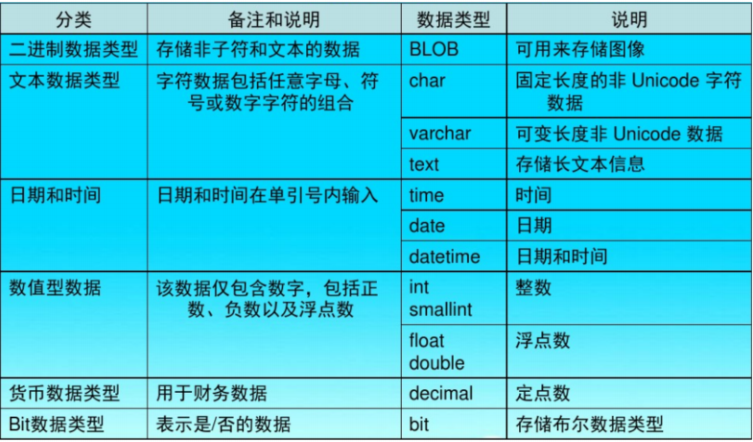 分类 备注和说明 数据类型 说明
二进制数据类型 存储非子符和文本的数据 BLOB 可用来存储图像
文本数据类型 字符数据包括任意字母、符 char 固定长度的非 Unicode 字符
号或数字字符的组合 数据
varchar 可变长度非 Unicode 数据
text 存储长文本信息
日期和时间 日期和时间在单引号内输入 time 时间
date 日期
datetime 日期和时间
数值型数据 该数据仅包含数字，包括正 int 整数
数、负数以及浮点数 smallint
float 浮点数
double
货币数据类型 用于财务数据 decimal 定点数
Bit数据类型 表示是/否的数据 bit 存储布尔数据类型